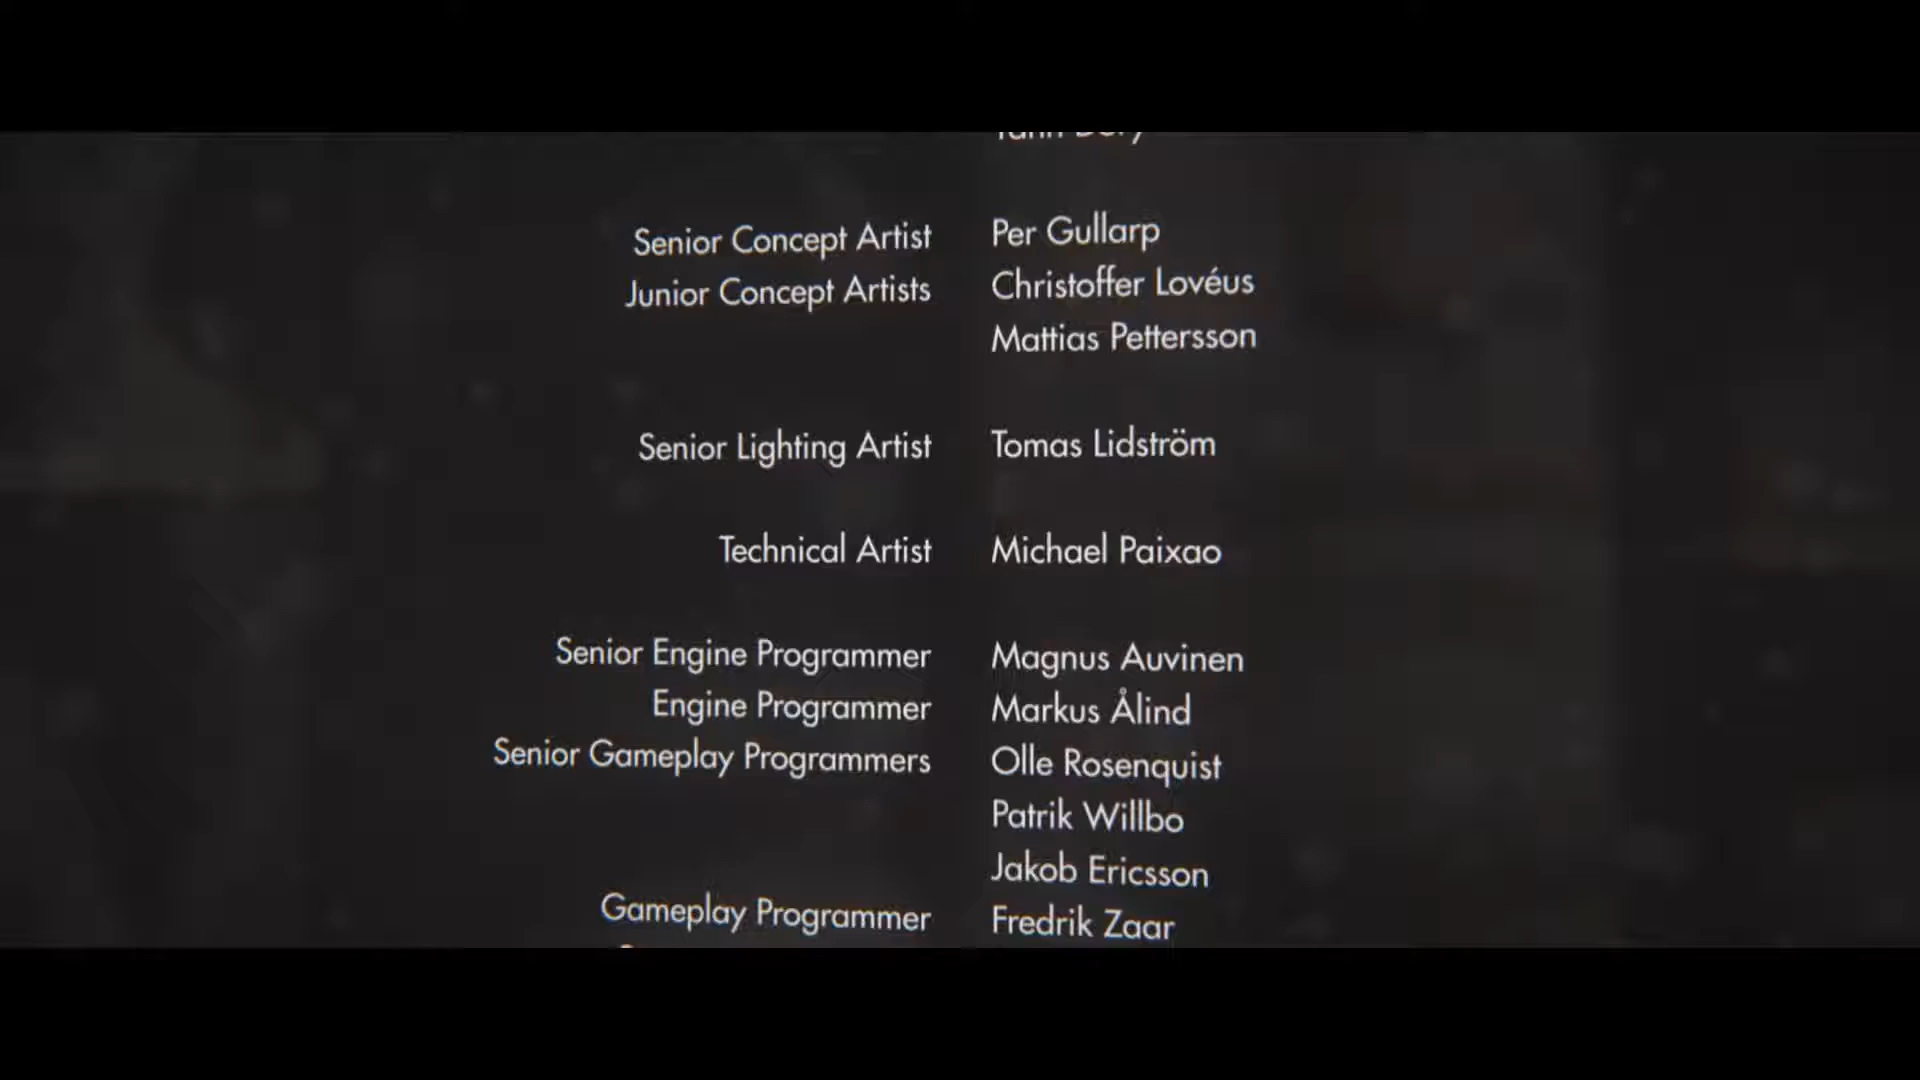 Senior Concept Artist Per Gullarp
Junior Concept Artists Christoffer Lovéus
Mattias Pettersson
Senior Lighting Artist Tomas Lidström
Technical Artist Michael Paixao
Senior Engine Programmer Magnus Auvinen
Engine Programmer Markus Ålind
Senior Gameplay Programmers Olle Rosenquist
Patrik Willbo
Jakob Ericsson
Gameplay Programmer Fredrik Zaar